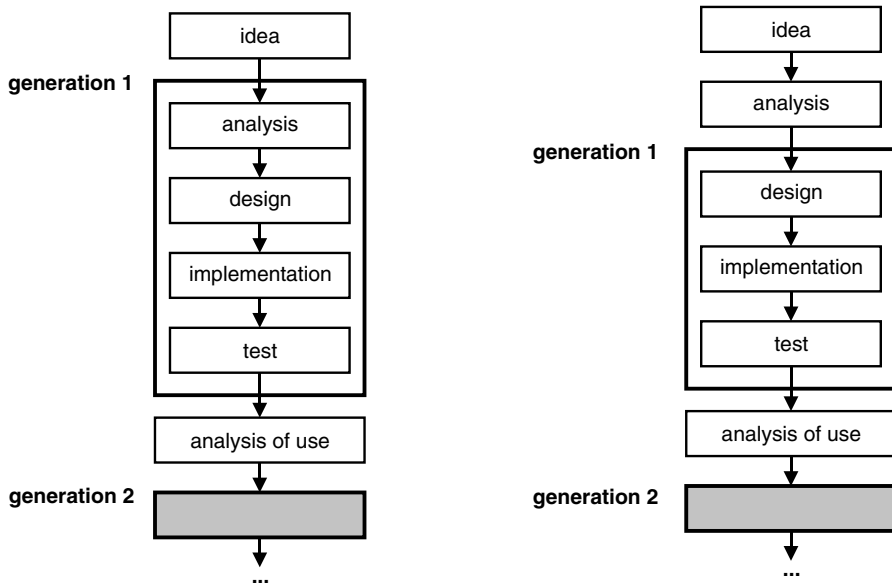 idea
generation 1
analysis
design
implementation
test
analysis of use
generation 2
...
idea
analysis
generation 1
design
implementation
test
analysis of use
generation 2
...